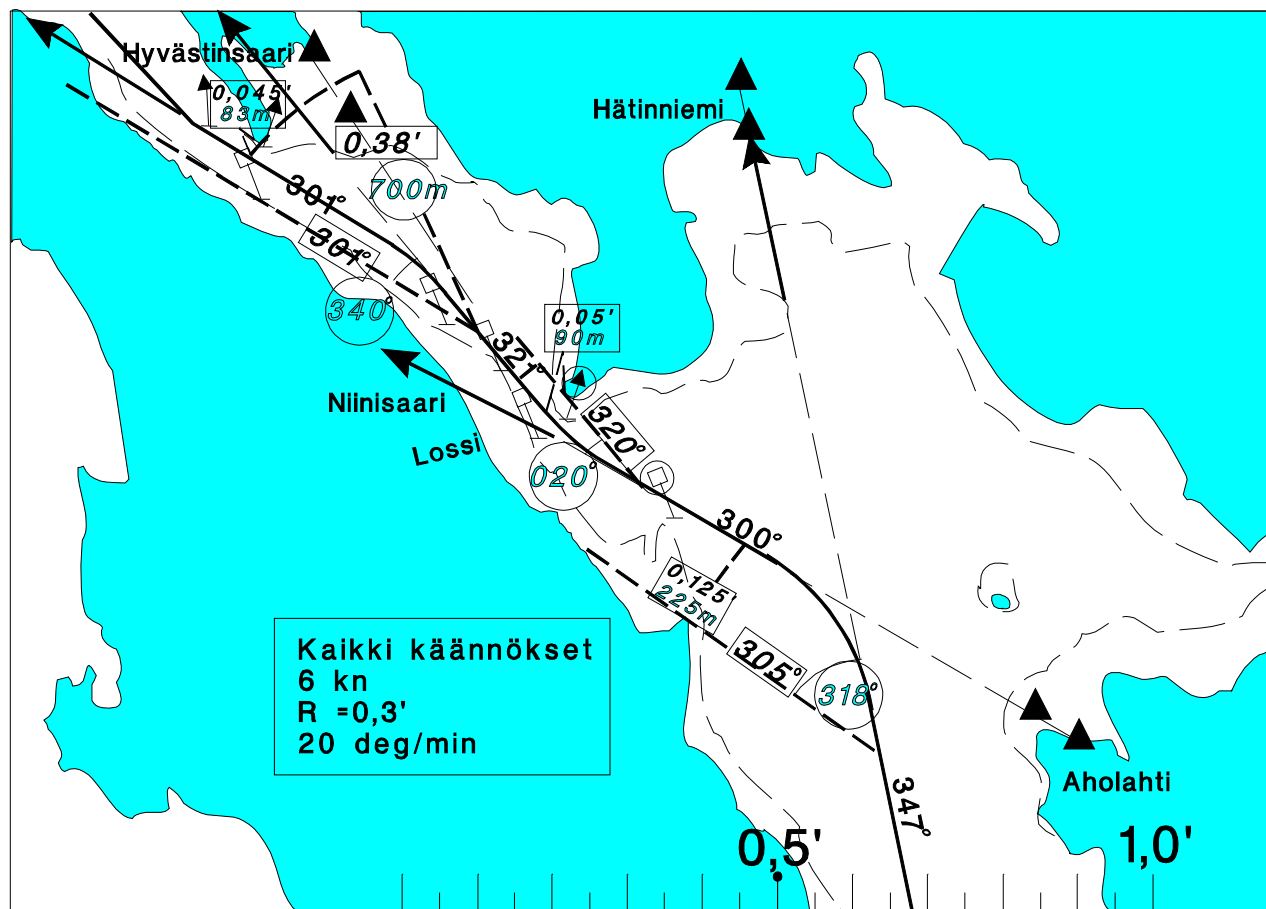 Hyvästinsaari
0,045'
83m
0,38'
Hätinniemi
700m
301°
301°
340°
0,05'
90m
321°
Niinisaari
Lossi
320°
020°
300°
0,125'
225m
305°
318°
Kaikki käännökset
6 kn
R =0,3'
20 deg/min
Aholahti
347°
0,5'
1,0'